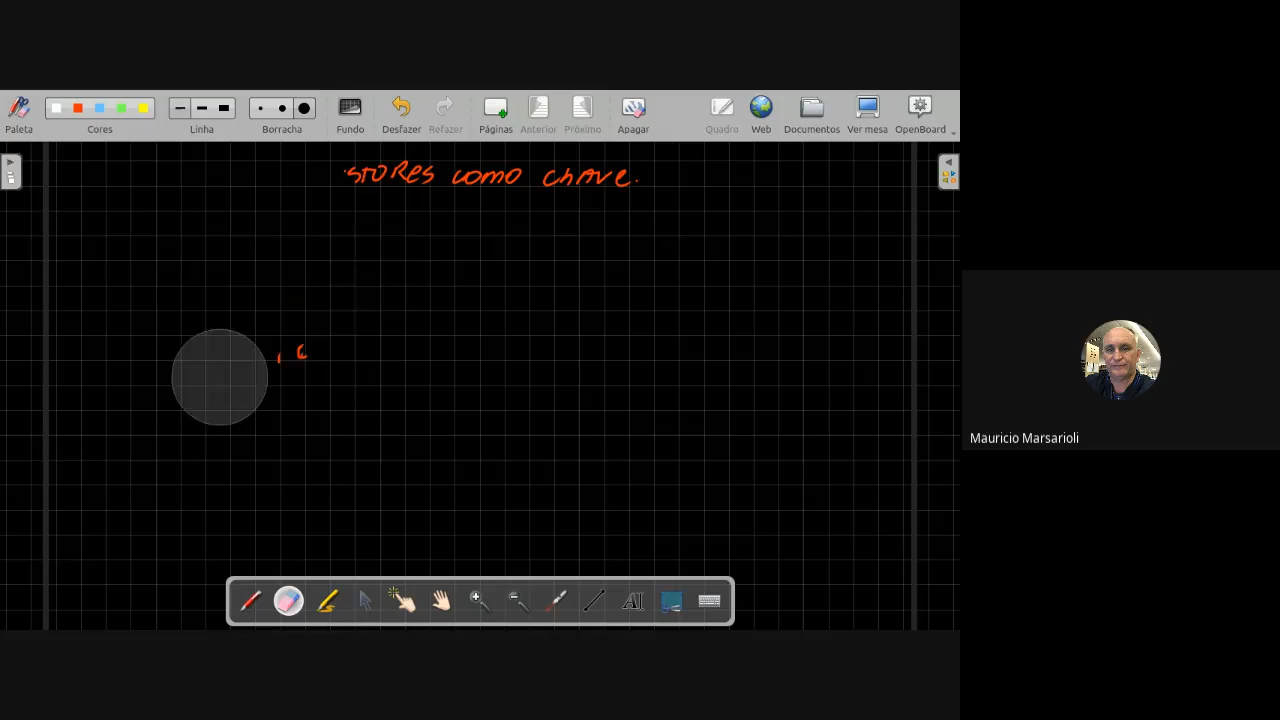 Paleta Cores Linha Borracha Fundo Desfazer Refazer Páginas Anterior Próximo Apagar Quadro Web Documentos Ver mesa OpenBoard
STORES COMO CHAVE.
Mauricio Marsarioli
AI